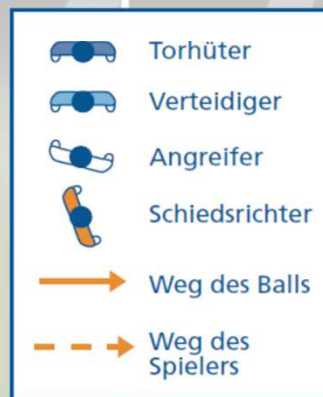 Torhüter
Verteidiger
Angreifer
Schiedsrichter
Weg des Balls
Weg des
Spielers